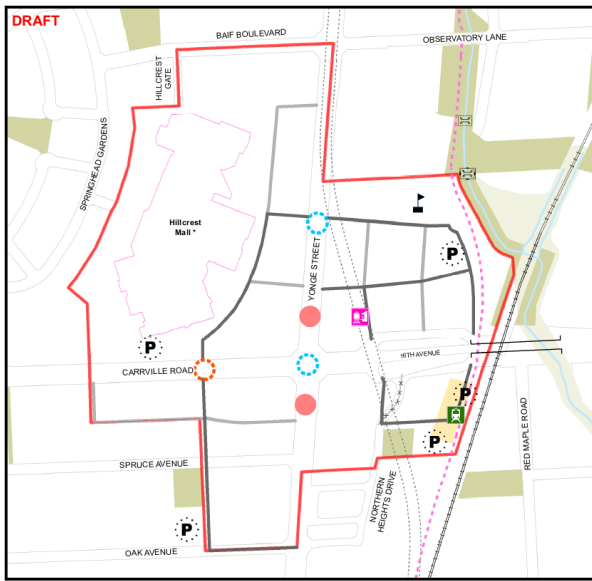 DRAFT
BAIF BOULEVARD
OBSERVATORY LANE
HILLCREST
GATE
SPRINGHEAD GARDENS
Hillcrest
Mall *
YONGE STREET
P
P
16TH AVENUE
CARRVILLE ROAD
P
RED MAPLE ROAD
P
SPRUCE AVENUE
NORTHERN
HEIGHTS DRIVE
P
OAK AVENUE